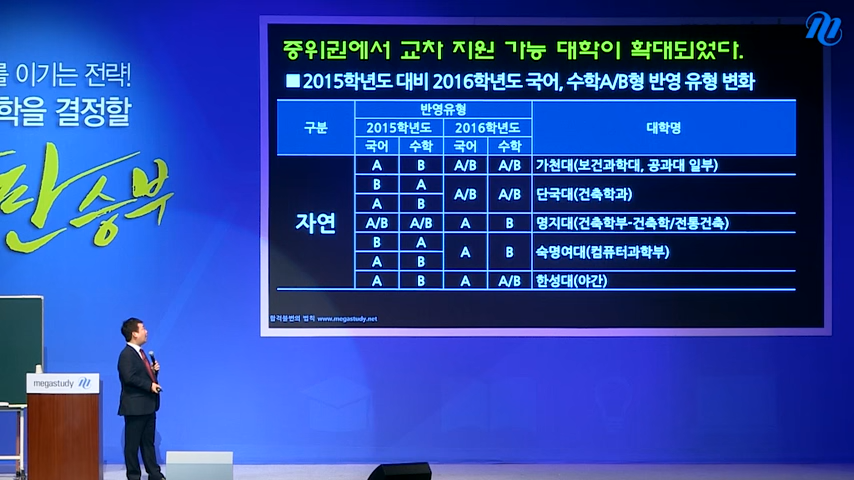 를 이기는 전략!
학을 결정할
탄 승부
중위권에서 교차 지원 가능 대학이 확대되었다.
■ 2015학년도 대비 2016학년도 국어, 수학A/B형 반영 유형 변화
구분 반영유형 대학명
2015학년도 2016학년도
국어 수학 국어 수학
자연
A B A/B A/B 가천대(보건과학대, 공과대 일부)
B A A/B A/B 단국대(건축학과)
A B
A/B A/B A B 명지대(건축학부-건축학/전통건축)
B A A B 숙명여대(컴퓨터과학부)
A B
A B A A/B 한성대(야간)
합격불변의 법칙 www.megastudy.net
megastudy